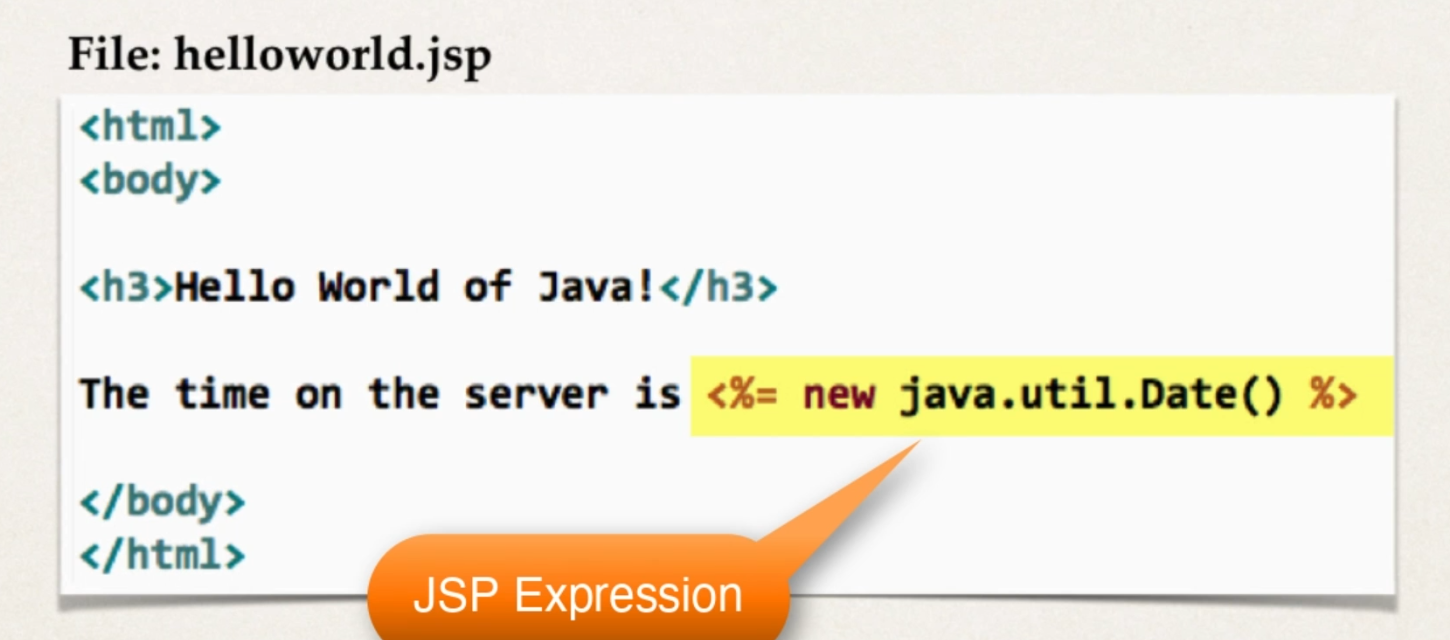 File: helloworld.jsp
<html>
<body>
<h3>Hello World of Java!</h3>
The time on the server is <%= new java.util.Date() %>
</body>
</html>
JSP Expression